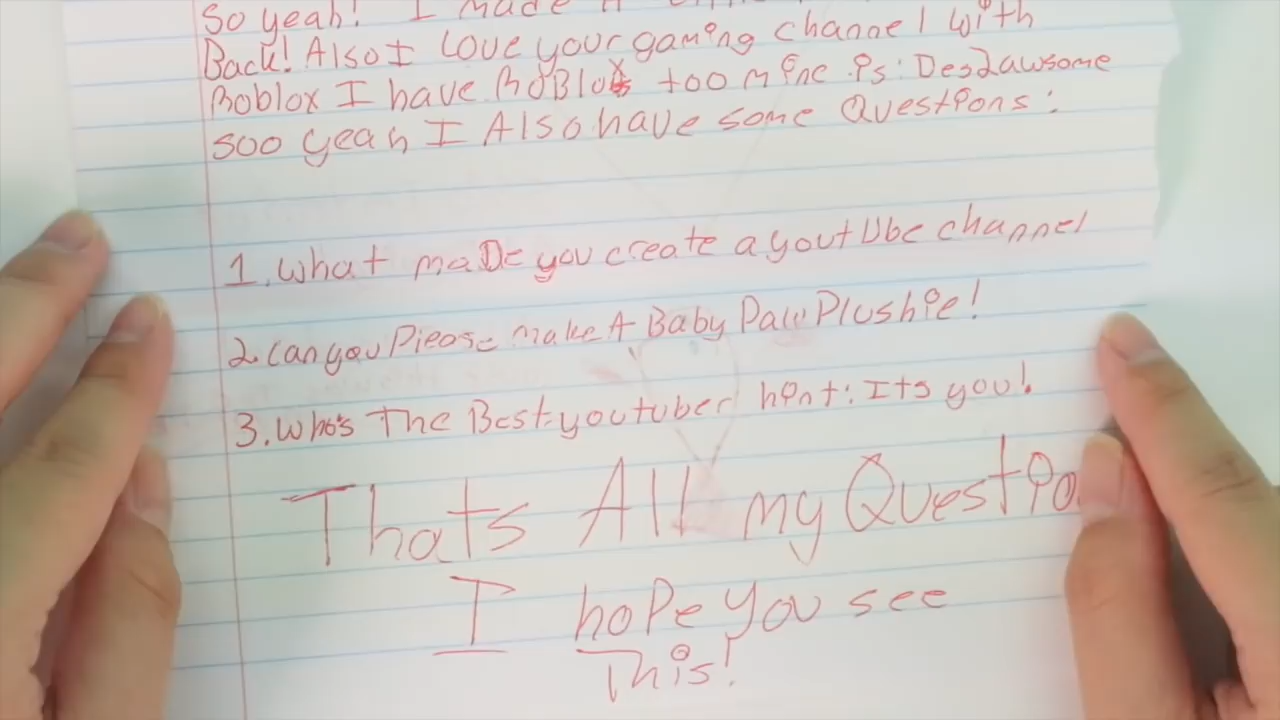 So yeah! I made
Back! Also I Love your gaming channel with
Roblox I have Roblox too mine is: Des2awsome
soo yeah I Also have some Questions:
1. what made you create a youtUbe channel
2. can you Please make A Baby Paw Plushie!
3. who's The Best youtuber hint: Its you!
Thats All my Questio
I hope you see
This!